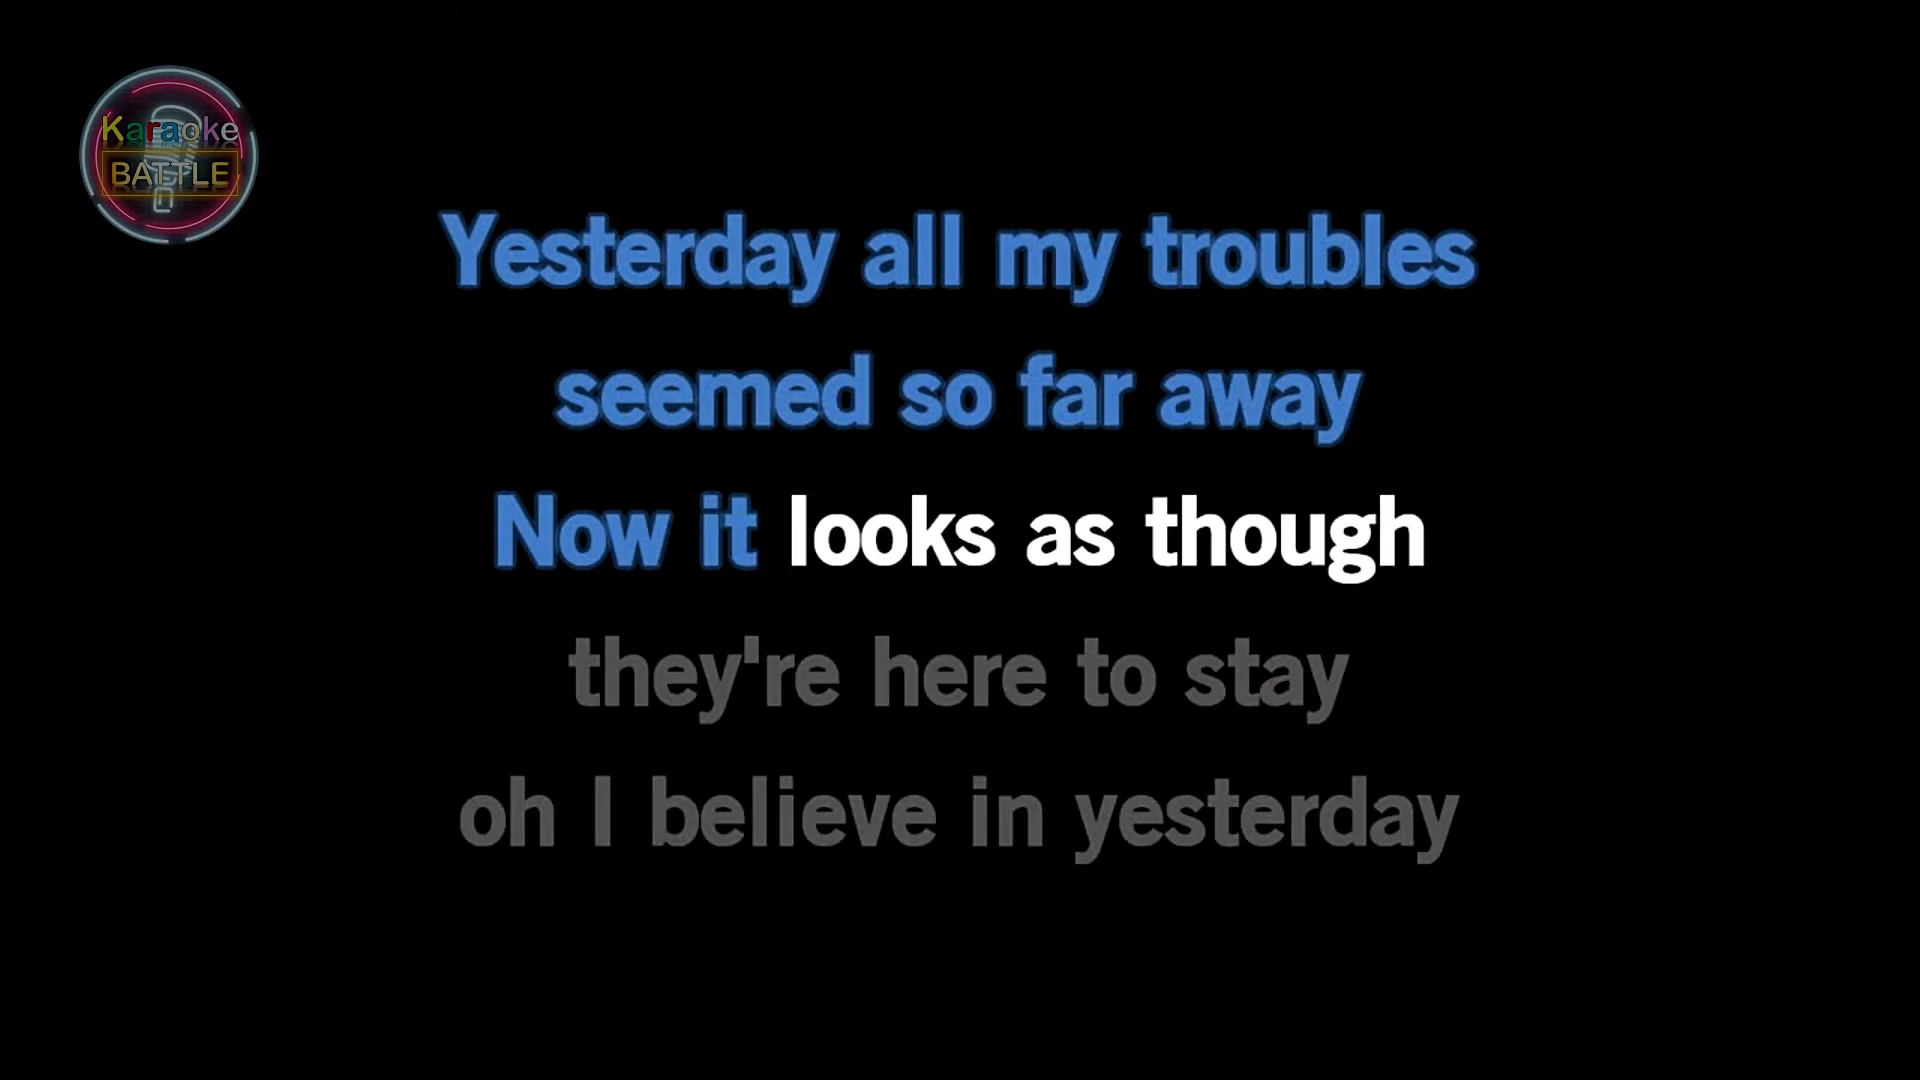 Karaoke
BATTLE
Yesterday all my troubles
seemed so far away
Now it looks as though
they're here to stay
oh I believe in yesterday